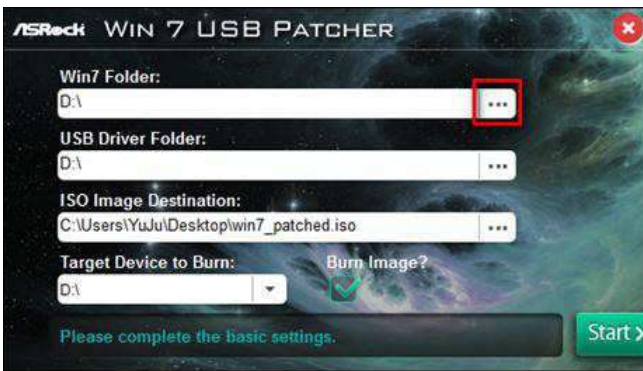 ASRock WIN 7 USB PATCHER
Win7 Folder:
D:\
...
USB Driver Folder:
D:\
...
ISO Image Destination:
C:\Users\YuJu\Desktop\win7_patched.iso
...
Target Device to Burn: Burn Image?
D:\
Please complete the basic settings.
Start